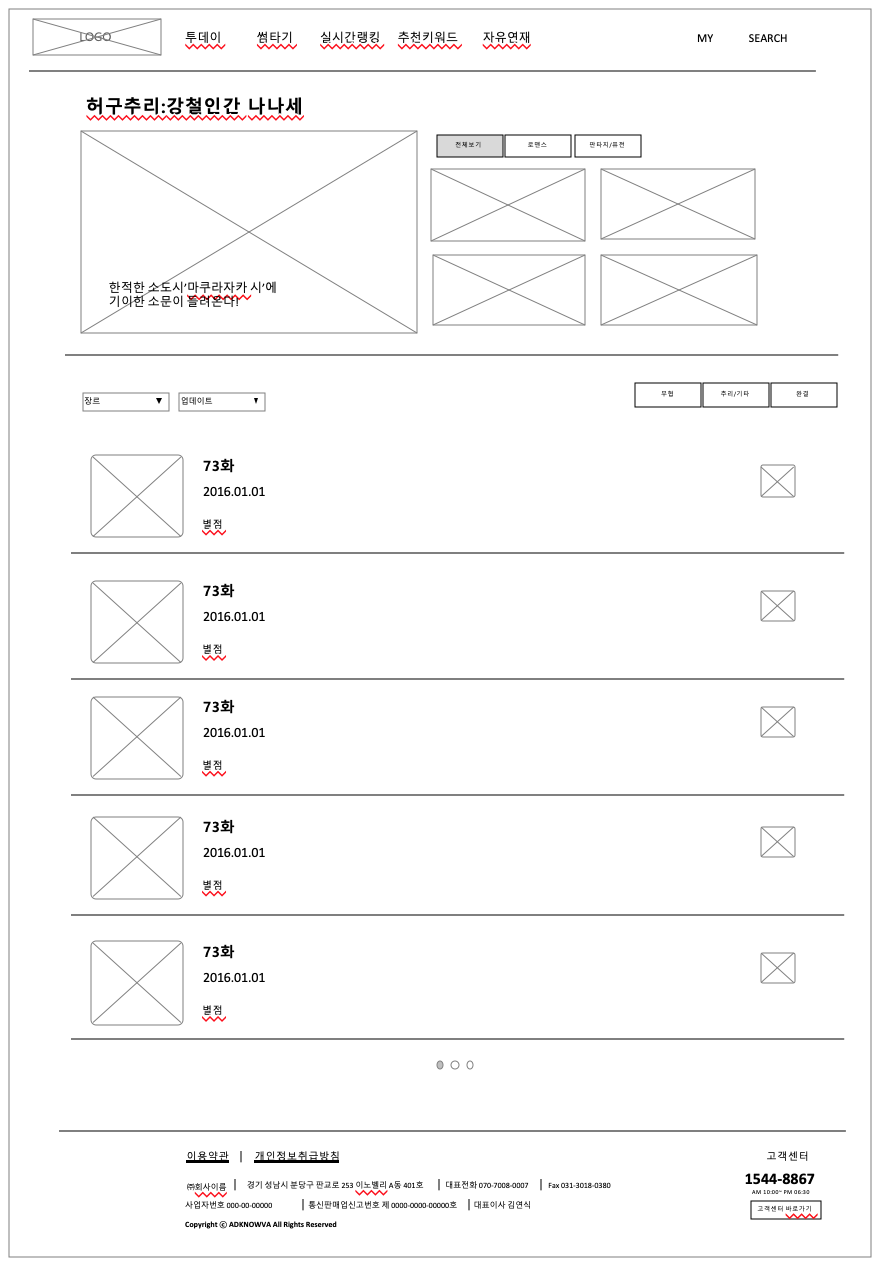 LOGO 투데이 썸타기 실시간랭킹 추천키워드 자유연재 MY SEARCH
허구추리:강철인간 나나세
전체보기 로맨스 판타지/퓨전
한적한 소도시'마쿠라자카 시'에
기이한 소문이 들려온다!
장르 ▼ 업데이트 ▼ 무협 추리/기타 완결
73화
2016.01.01
별점
73화
2016.01.01
별점
73화
2016.01.01
별점
73화
2016.01.01
별점
73화
2016.01.01
별점
이용약관 | 개인정보취급방침
㈜회사이름 | 경기 성남시 분당구 판교로 253 이노벨리 A동 401호 | 대표전화 070-7008-0007 | Fax 031-3018-0380
사업자번호 000-00-00000 | 통신판매업신고번호 제 0000-0000-00000호 | 대표이사 김연식
Copyright ⓒ ADKNOWVA All Rights Reserved
고객센터
1544-8867
AM 10:00~ PM 06:30
고객센터 바로가기